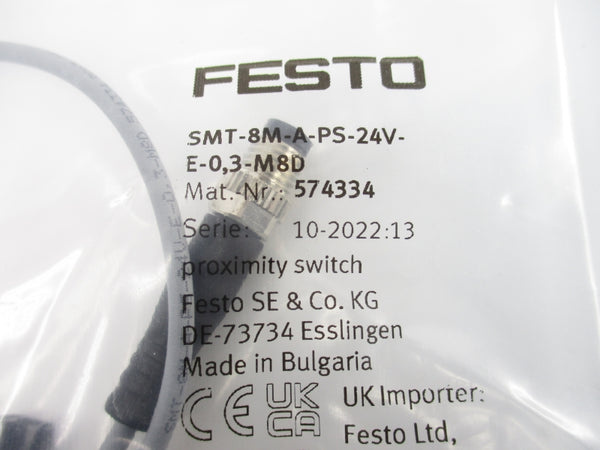 FESTO
SMT-8M-A-PS-24V-
E-0,3-M8D
Mat.-Nr.: 574334
Serie: 10-2022:13
proximity switch
Festo SE & Co. KG
DE-73734 Esslingen
Made in Bulgaria
CE UK CA UK Importer:
Festo Ltd,